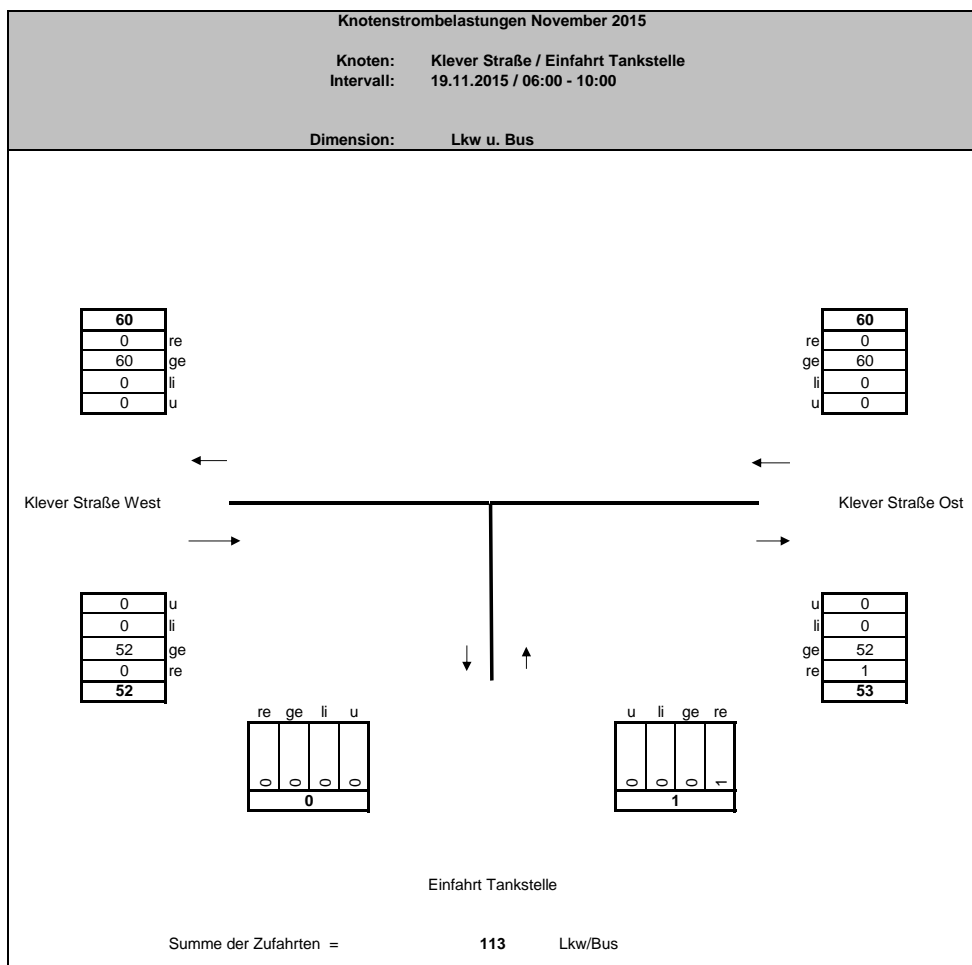 Knotenstrombelastungen November 2015
Knoten: Klever Straße / Einfahrt Tankstelle
Intervall: 19.11.2015 / 06:00 - 10:00
Dimension: Lkw u. Bus
60 60
0 re re 0
60 ge ge 60
0 li li 0
0 u u 0
Klever Straße West Klever Straße Ost
0 u u 0
0 li li 0
52 ge ge 52
0 re re 1
52 53
re ge li u u li ge re
0 0 0 0 0 0 0 1
0 1
Einfahrt Tankstelle
Summe der Zufahrten = 113 Lkw/Bus